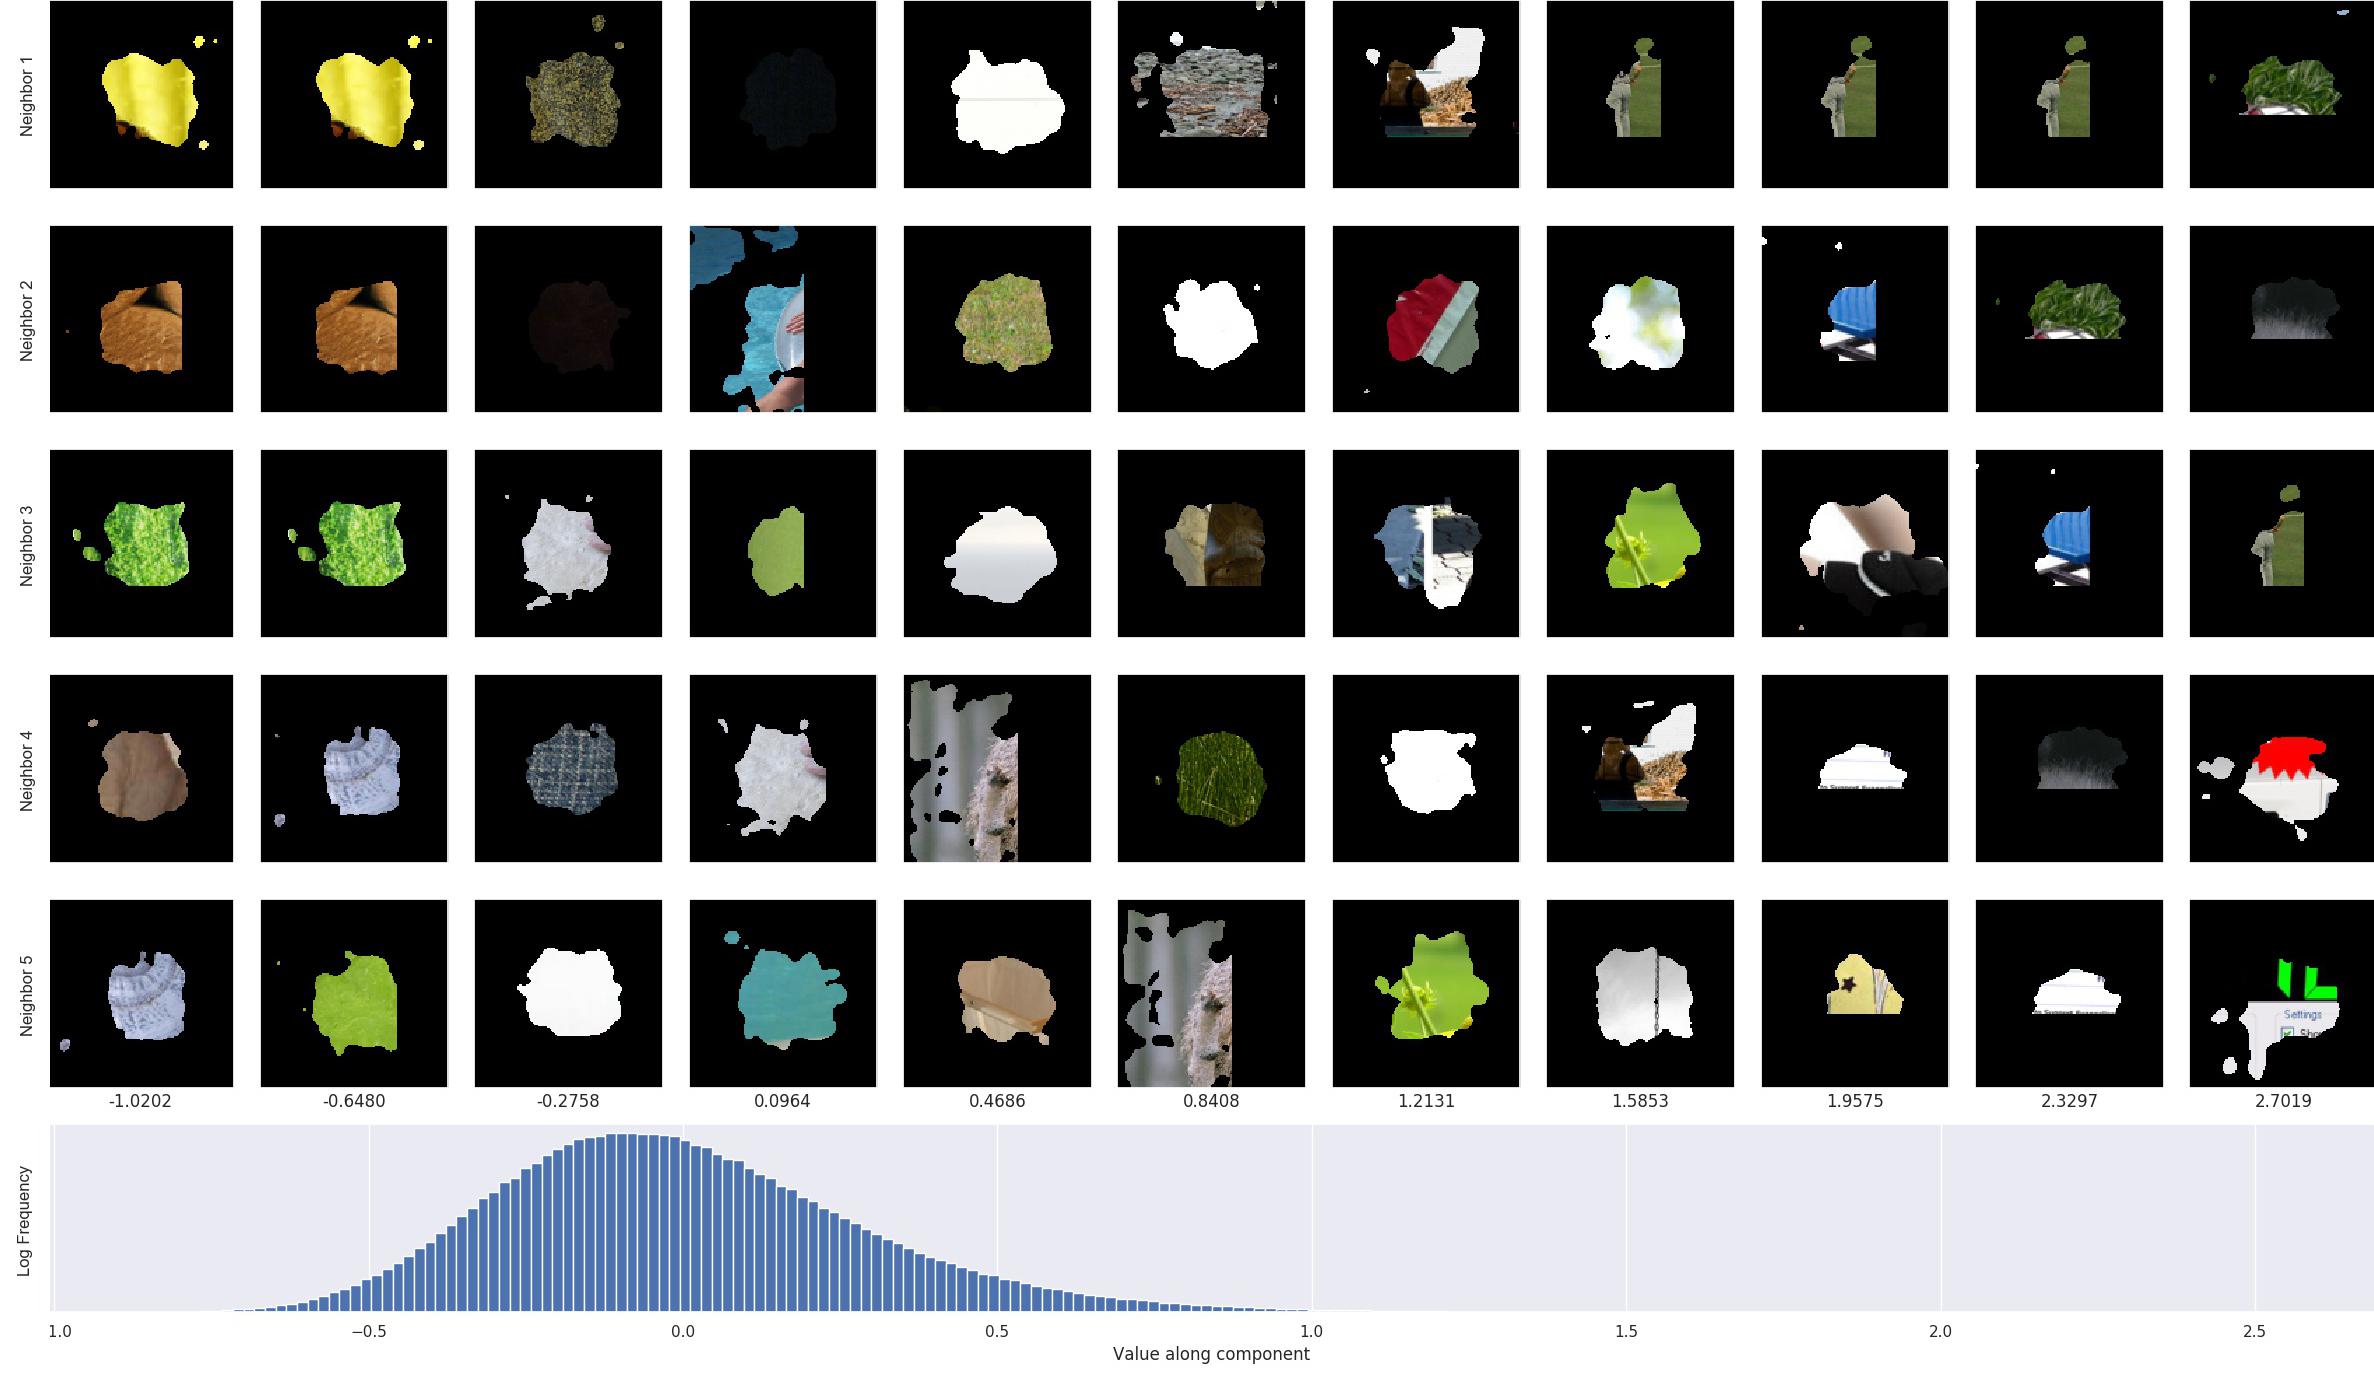 Neighbor 1
Neighbor 2
Neighbor 3
Neighbor 4
Neighbor 5
Settings
-1.0202 -0.6480 -0.2758 0.0964 0.4686 0.8408 1.2131 1.5853 1.9575 2.3297 2.7019
Log Frequency
1.0 −0.5 0.0 0.5 1.0 1.5 2.0 2.5
Value along component